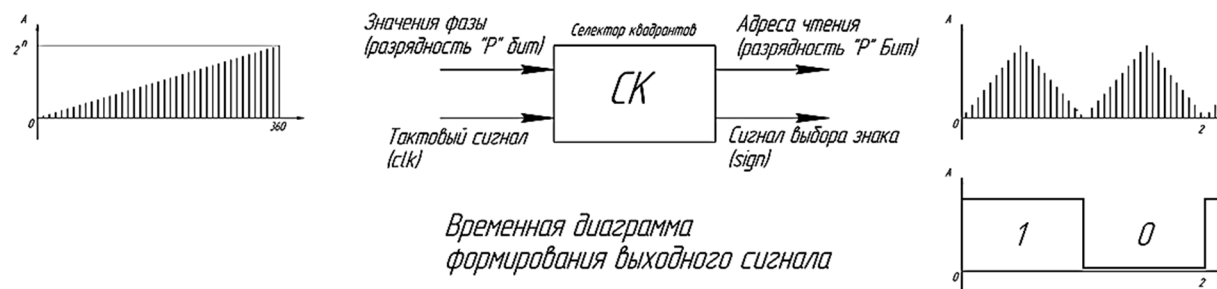 A
2ⁿ
0
360
Значения фазы
(разрядность "P" бит)
Тактовый сигнал
(clk)
Селектор квадрантов
СК
Адреса чтения
(разрядность "P" Бит)
Сигнал выбора знака
(sign)
A
0
2
A
1
0
0
2
Временная диаграмма
формирования выходного сигнала